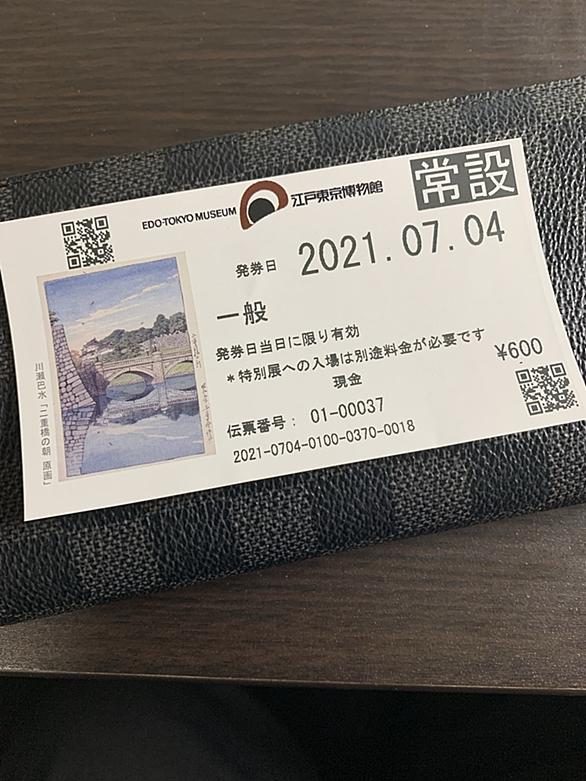 EDO-TOKYO MUSEUM 江戸東京博物館
常設
発券日 2021.07.04
一般
発券日当日に限り有効
*特別展への入場は別途料金が必要です
¥600
現金
伝票番号： 01-00037
2021-0704-0100-0370-0018
川瀬巴水「二重橋の朝 原画」